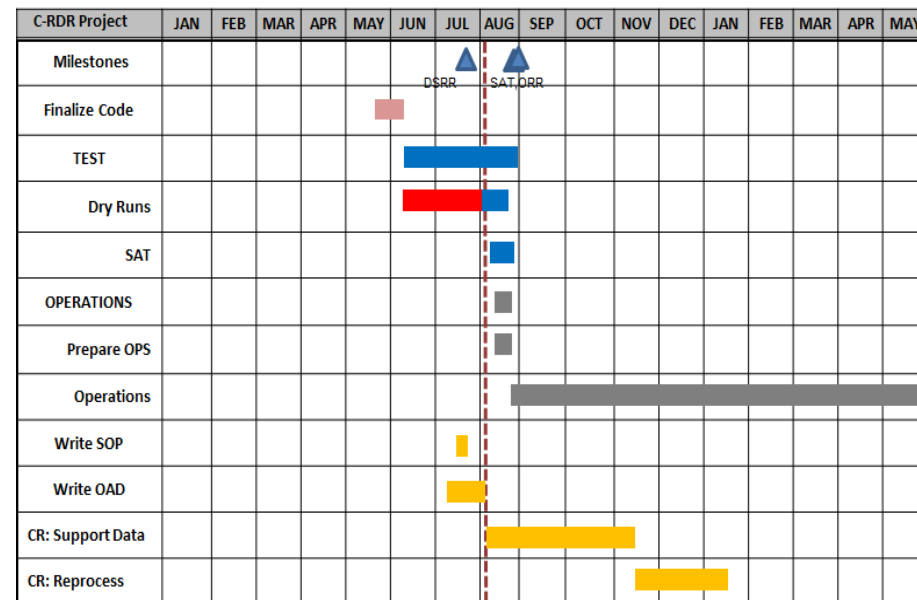 C-RDR Project JAN FEB MAR APR MAY JUN JUL AUG SEP OCT NOV DEC JAN FEB MAR APR MAY
Milestones
DSRR SAT,ORR
Finalize Code
TEST
Dry Runs
SAT
OPERATIONS
Prepare OPS
Operations
Write SOP
Write OAD
CR: Support Data
CR: Reprocess